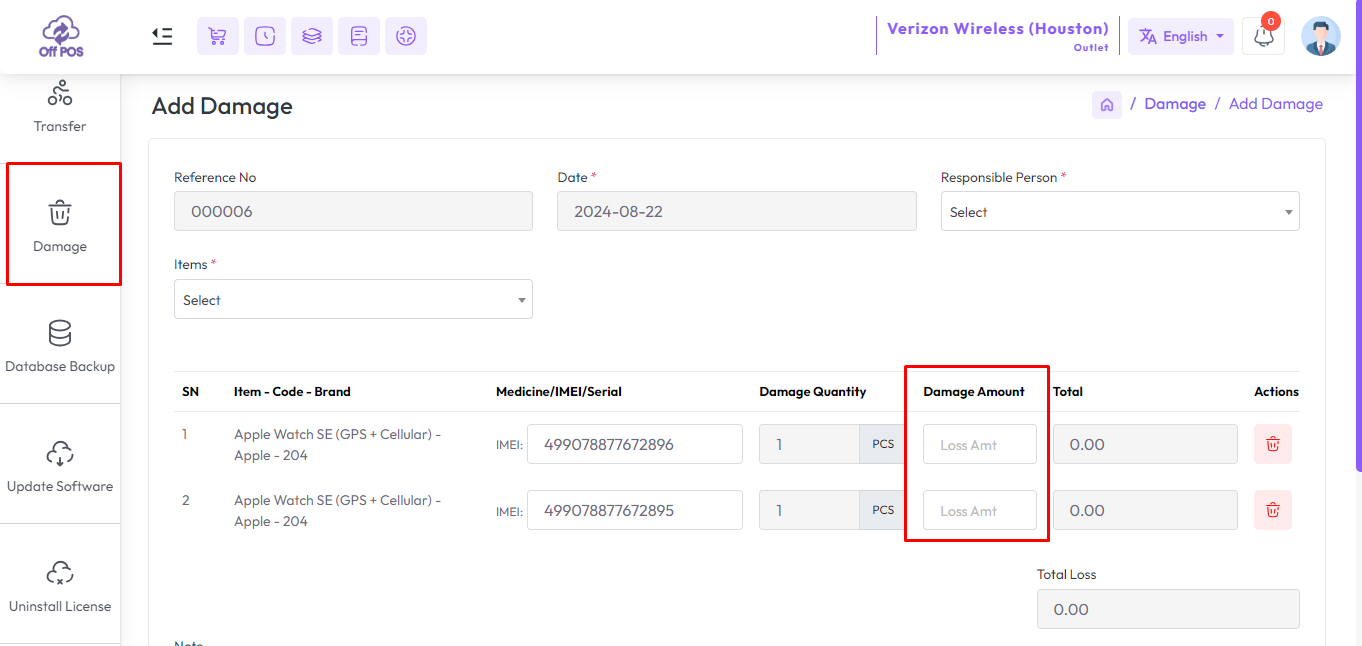 Off POS
Verizon Wireless (Houston)
Outlet
English
0
Transfer
Damage
Database Backup
Update Software
Uninstall License
Add Damage
/ Damage / Add Damage
Reference No
000006
Date *
2024-08-22
Responsible Person *
Select
Items *
Select
SN Item - Code - Brand Medicine/IMEI/Serial Damage Quantity Damage Amount Total Actions
1 Apple Watch SE (GPS + Cellular) - IMEI: 499078877672896 1 PCS Loss Amt 0.00
Apple - 204
2 Apple Watch SE (GPS + Cellular) - IMEI: 499078877672895 1 PCS Loss Amt 0.00
Apple - 204
Total Loss
0.00
Note